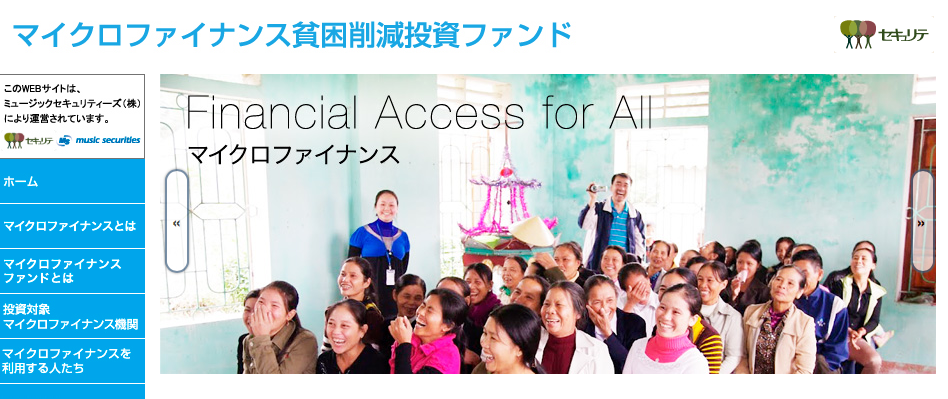 マイクロファイナンス貧困削減投資ファンド
セキュリテ
このWEBサイトは、
ミュージックセキュリティーズ（株）
により運営されています。
セキュリテ music securities
ホーム
マイクロファイナンスとは
マイクロファイナンス
ファンドとは
投資対象
マイクロファイナンス機関
マイクロファイナンスを
利用する人たち
Financial Access for All
マイクロファイナンス
«
»